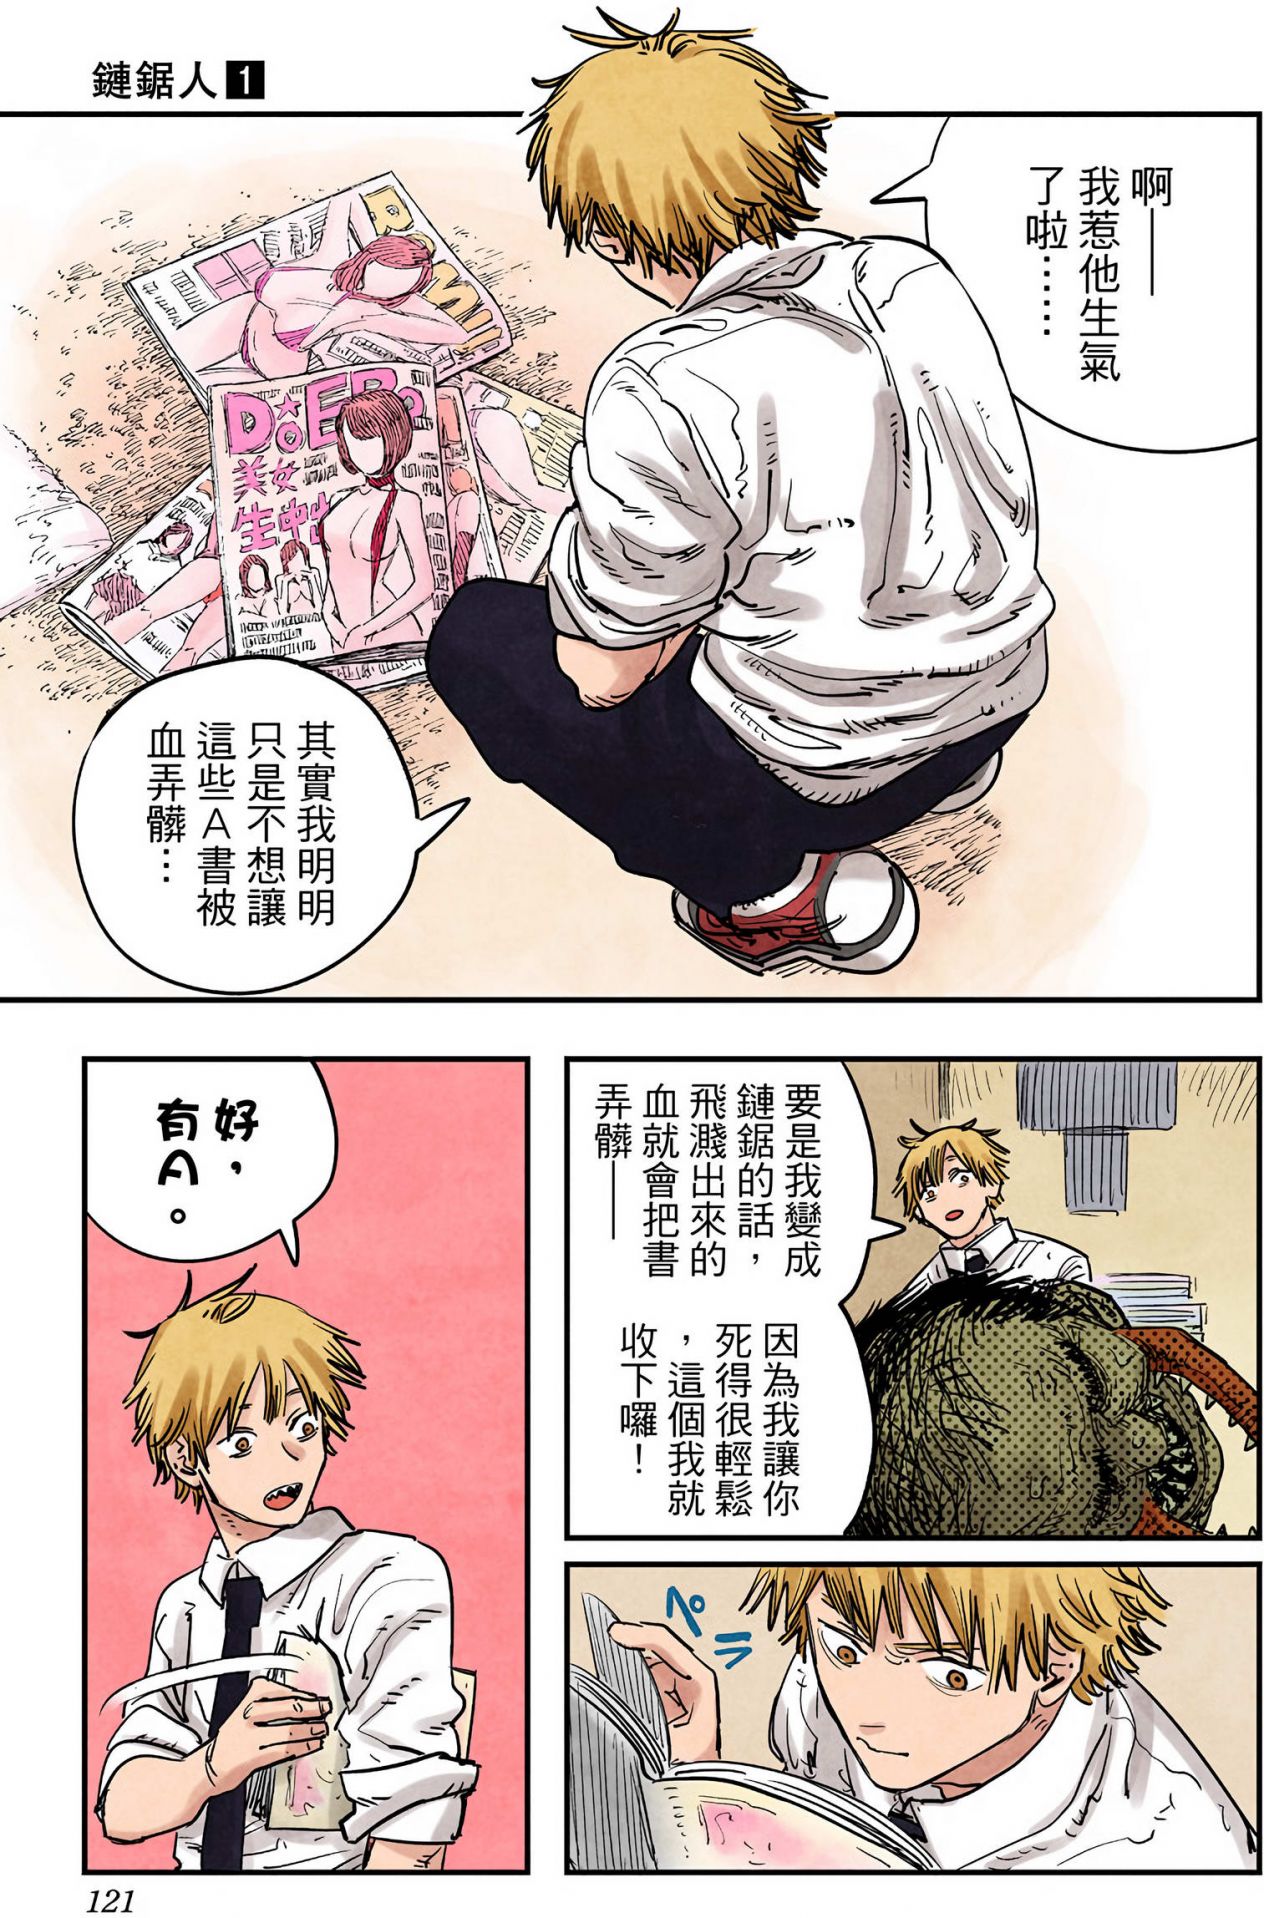 鏈鋸人1
啊——
我惹他生氣
了啦……
D☆
美女
其實我明明
只是不想讓
這些A書被
血弄髒…
要是我變成
鏈鋸的話，
飛濺出來的
血就會把書
弄髒——
因為我讓你
死得很輕鬆
，這個我就
收下囉！
ペラ
好，
有A。
121